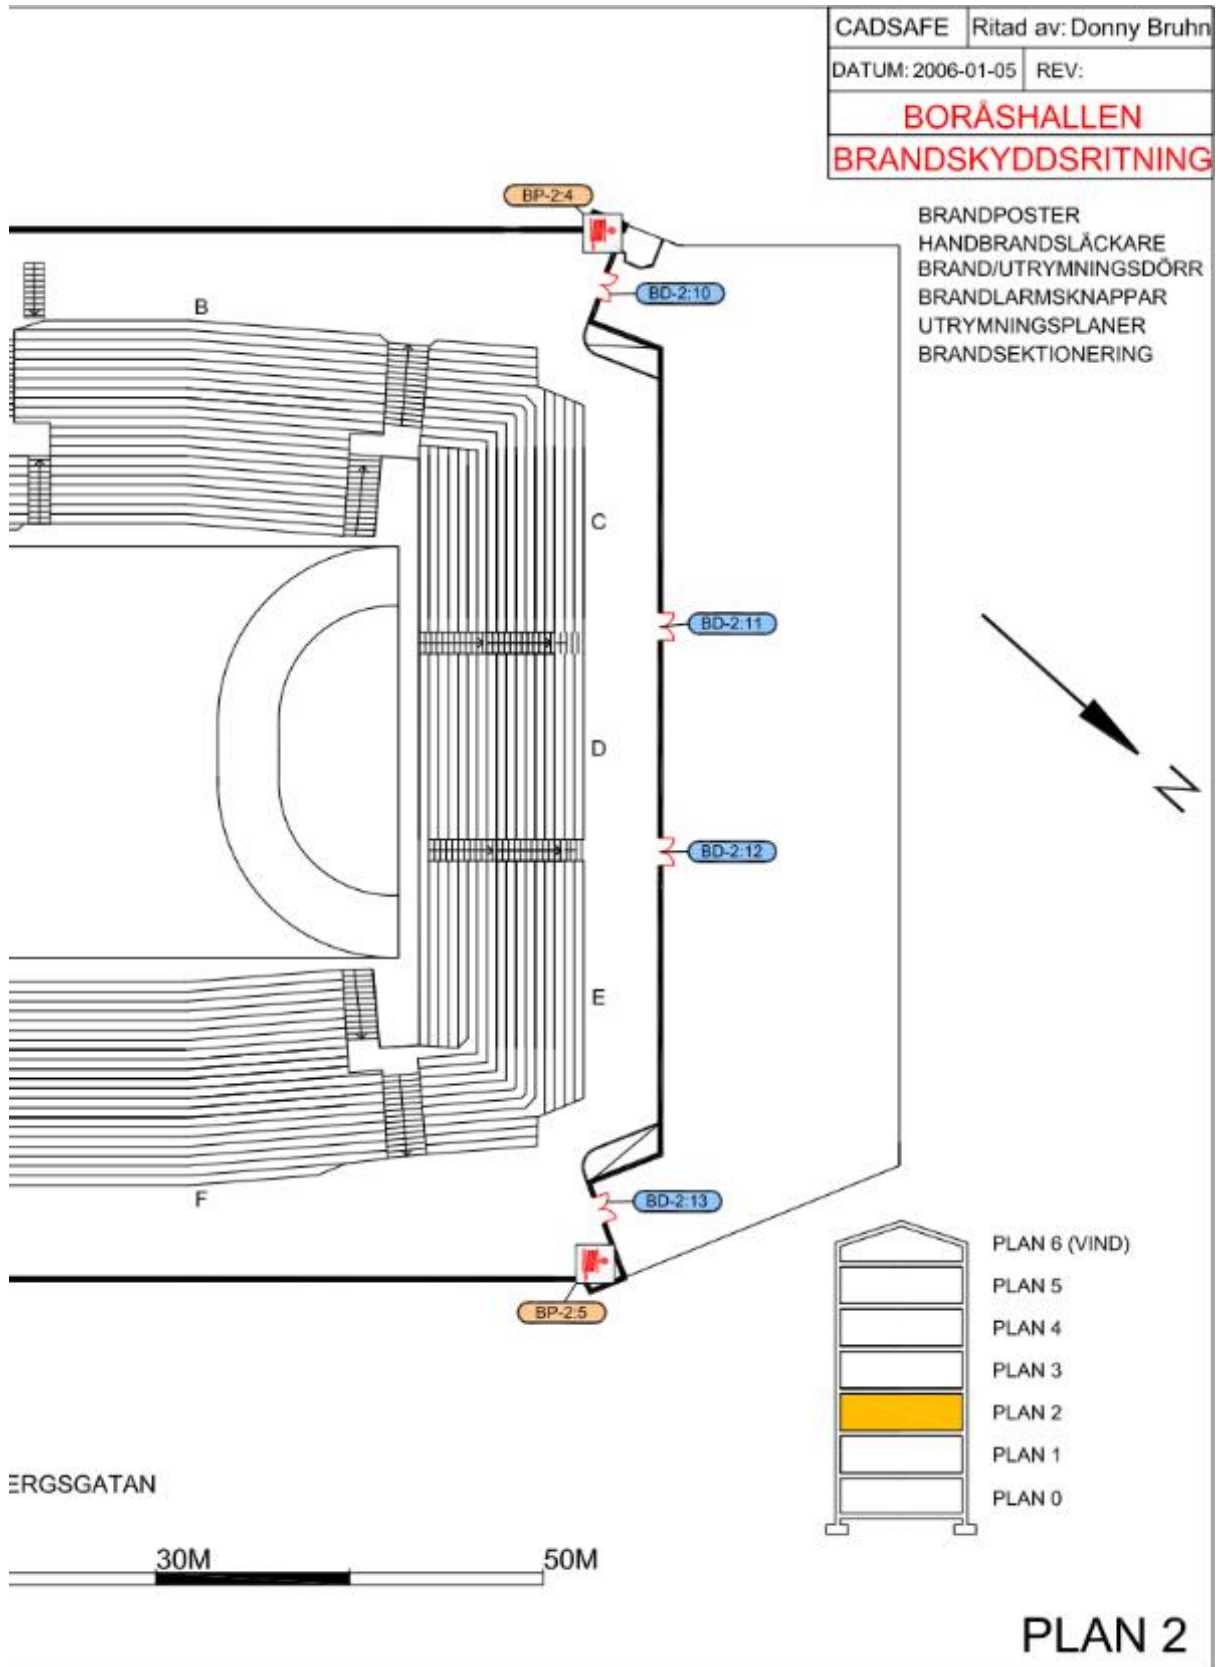 CADSAFE Ritad av: Donny Bruhn
DATUM: 2006-01-05 REV:
BORÅSHALLEN
BRANDSKYDDSRITNING
BRANDPOSTER
HANDBRANDSLÄCKARE
BRAND/UTRYMNINGSDÖRR
BRANDLARMSKNAPPAR
UTRYMNINGSPLANER
BRANDSEKTIONERING
BP-2:4
BD-2:10
B
C
BD-2:11
D
N
BD-2:12
E
BD-2:13
F
BP-2:5
PLAN 6 (VIND)
PLAN 5
PLAN 4
PLAN 3
PLAN 2
PLAN 1
PLAN 0
ERGSGATAN
30M 50M
PLAN 2